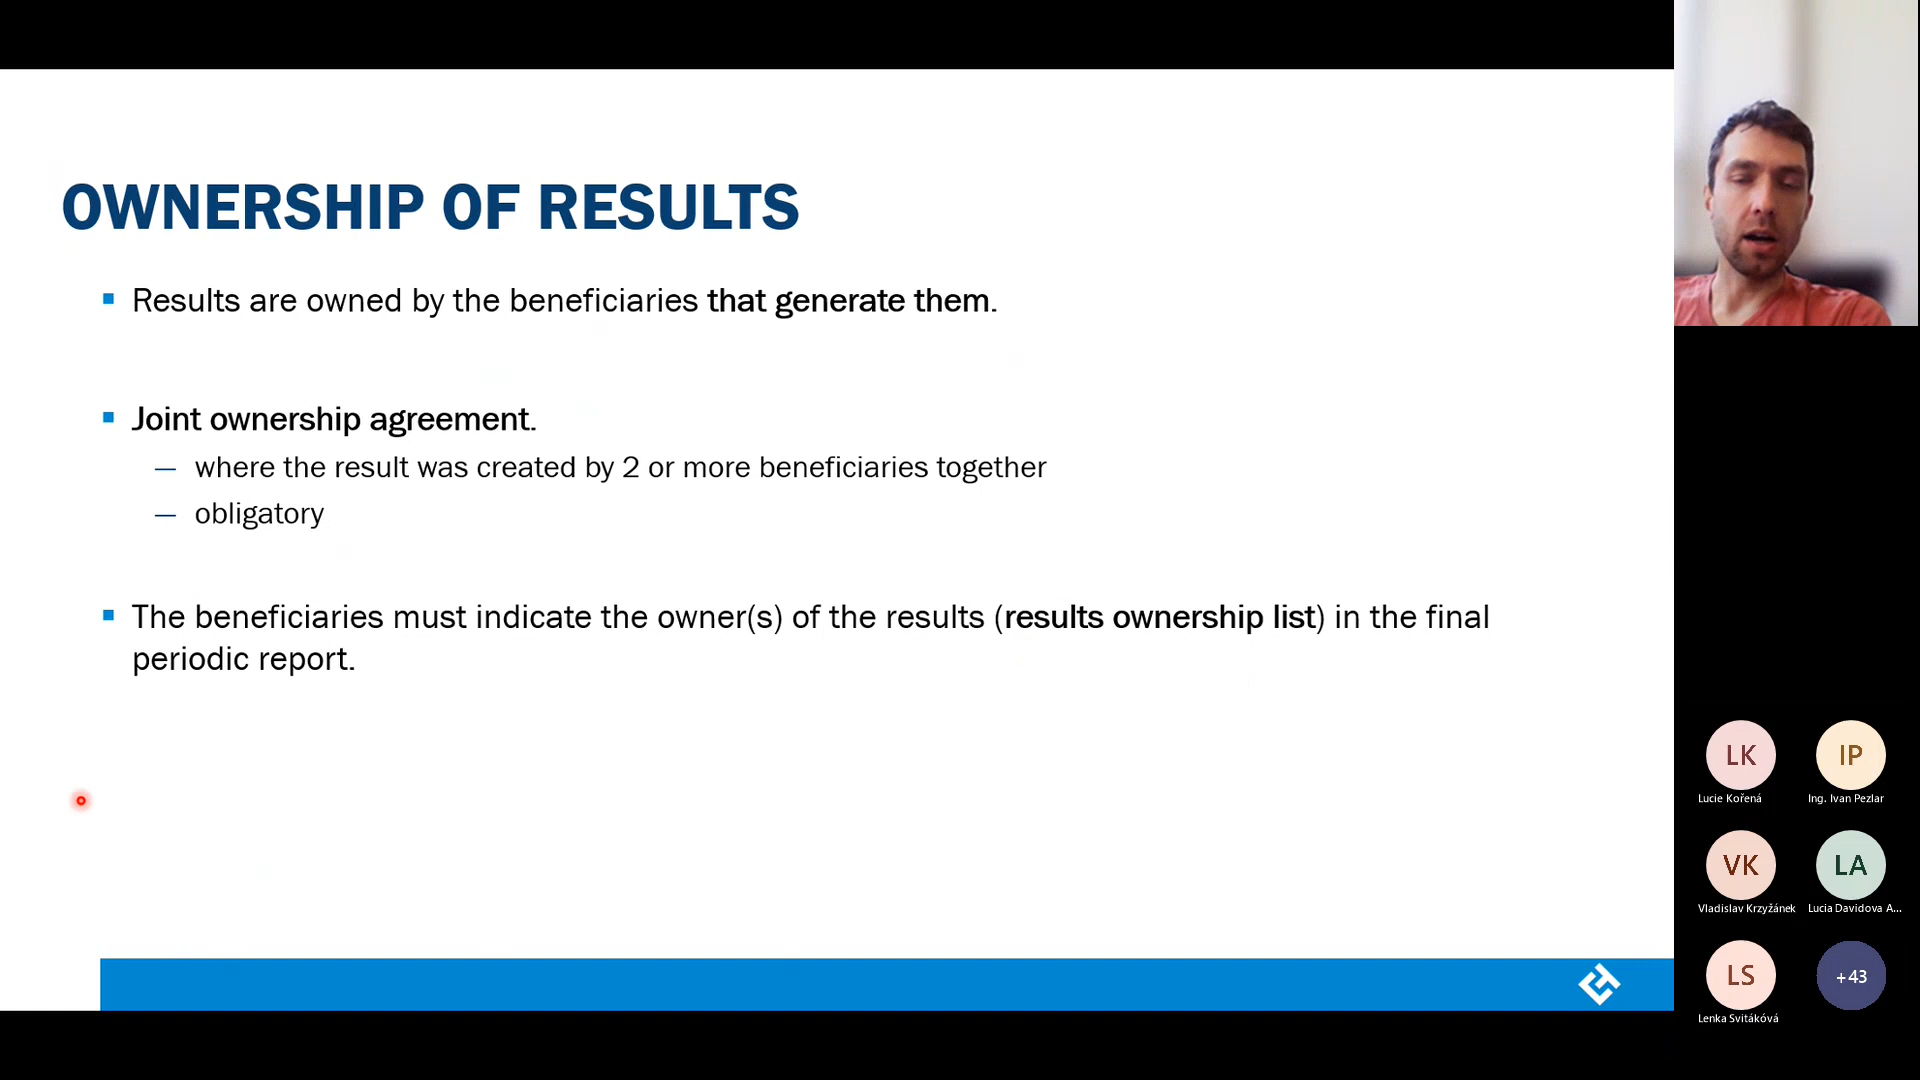 OWNERSHIP OF RESULTS
Results are owned by the beneficiaries that generate them.
Joint ownership agreement.
where the result was created by 2 or more beneficiaries together
obligatory
The beneficiaries must indicate the owner(s) of the results (results ownership list) in the final
periodic report.
LK
IP
Lucie Kořená
Ing. Ivan Pezlar
VK
LA
Vladislav Krzyžánek
Lucia Davidova A...
LS
+43
Lenka Svitáková